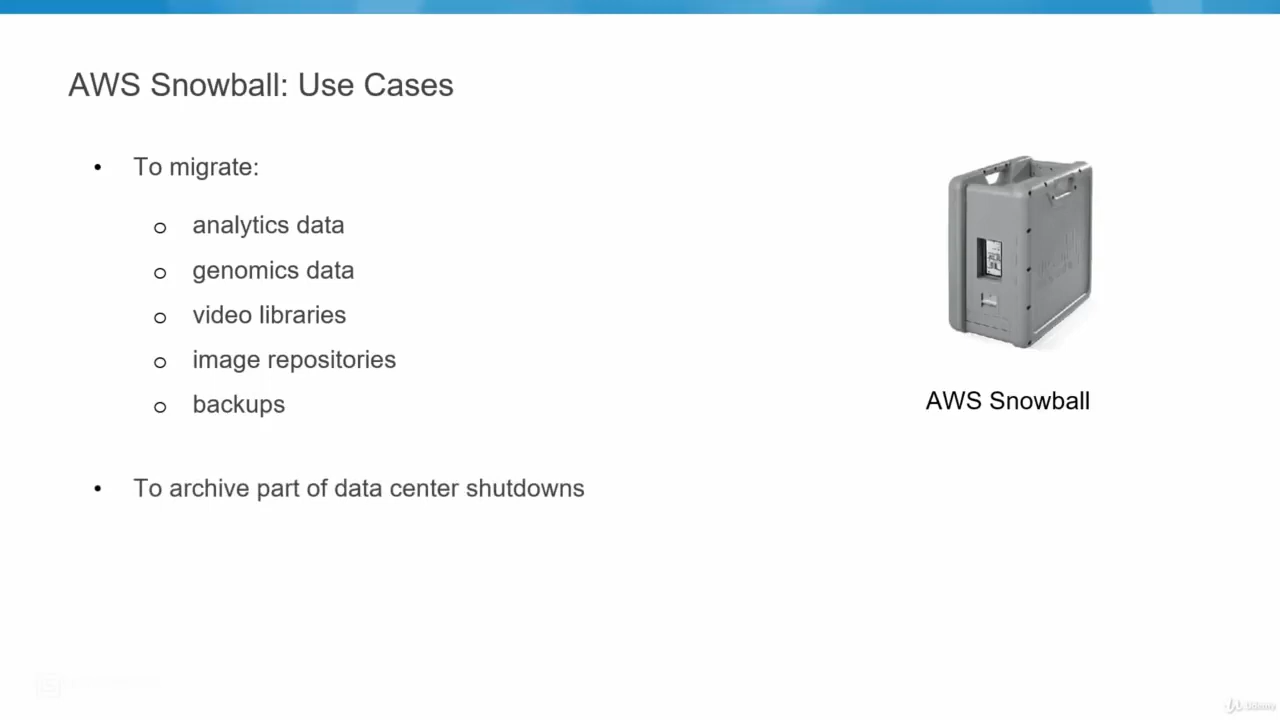 AWS Snowball: Use Cases
• To migrate:
o analytics data
o genomics data
o video libraries
o image repositories
o backups
• To archive part of data center shutdowns
AWS Snowball
Udemy